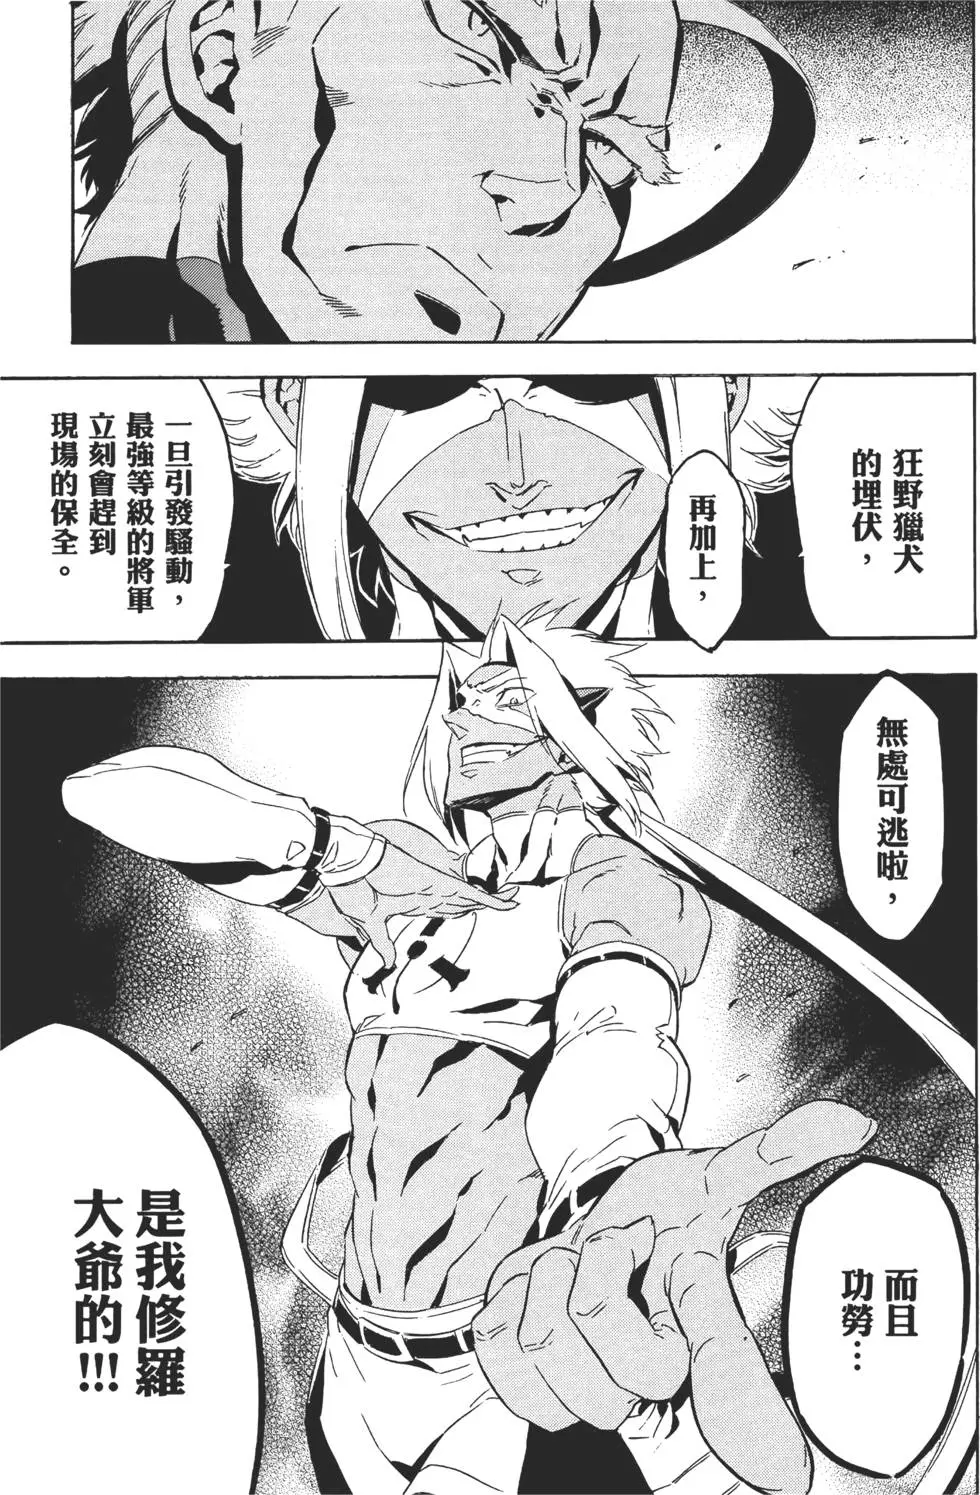 狂野獵犬
的埋伏，
再加上，
一旦引發騷動，
最強等級的將軍
立刻會趕到
現場的保全。
無處可逃啦，
而且
功勞…
是我修羅
大爺的!!!